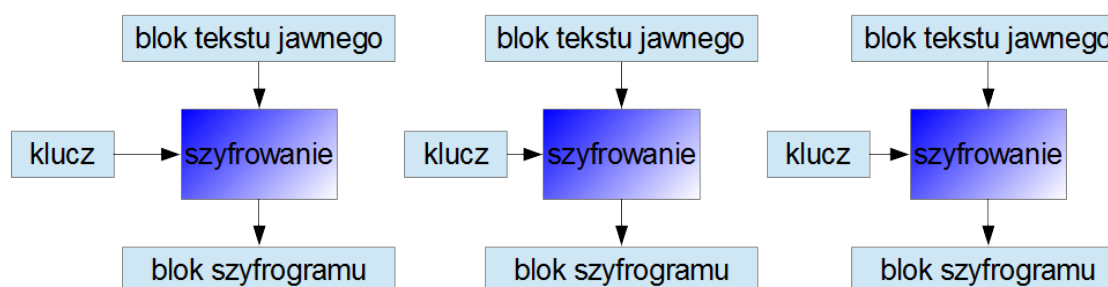 blok tekstu jawnego
blok tekstu jawnego
blok tekstu jawnego
klucz
szyfrowanie
klucz
szyfrowanie
klucz
szyfrowanie
blok szyfrogramu
blok szyfrogramu
blok szyfrogramu